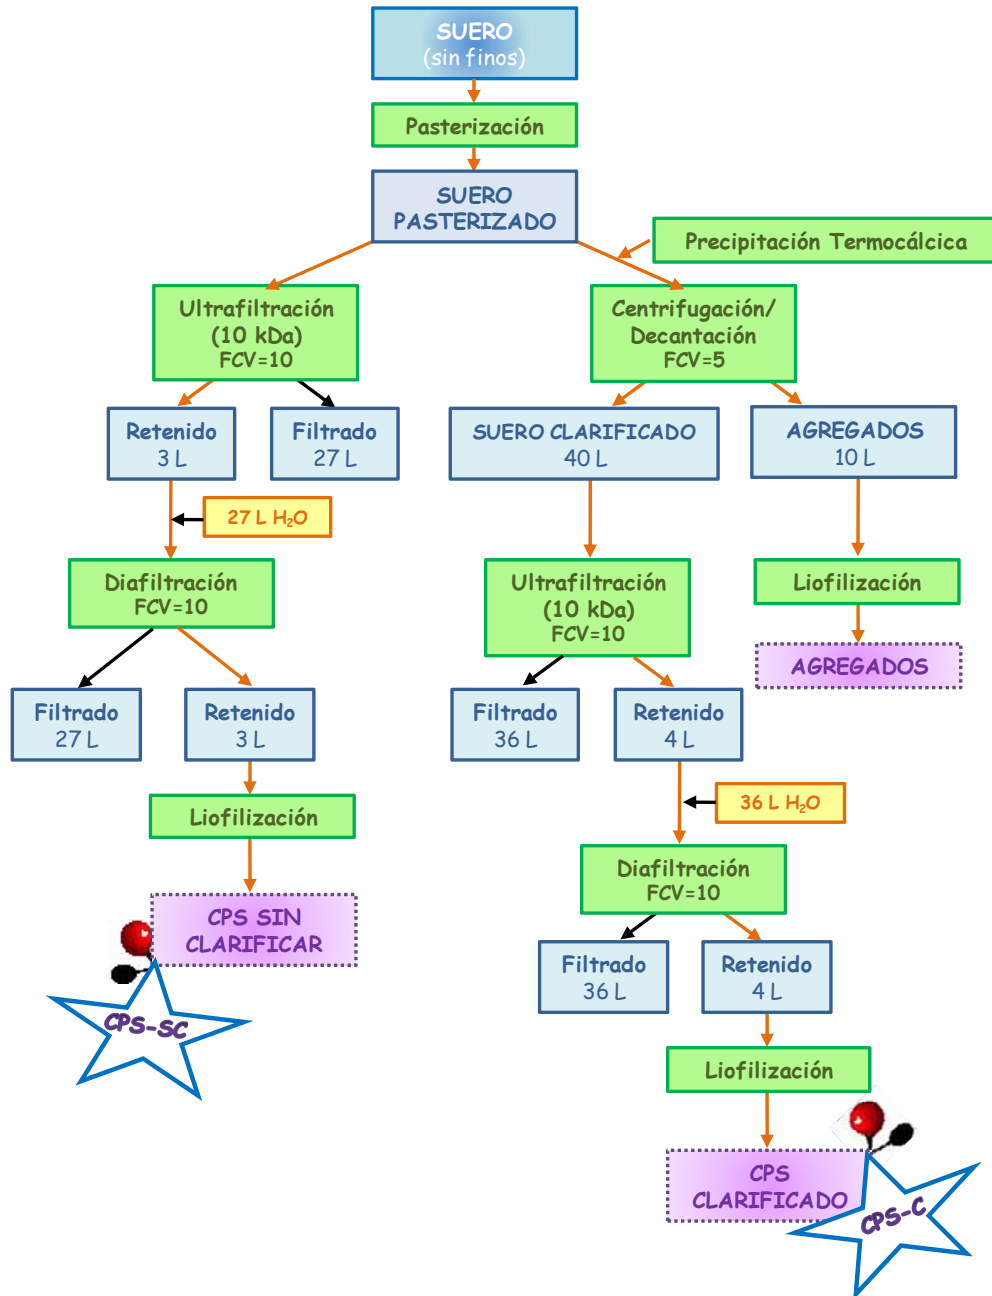 SUERO
(sin finos)
Pasterización
SUERO
PASTERIZADO
Precipitación Termocálcica
Ultrafiltración
(10 kDa)
FCV=10
Centrifugación/
Decantación
FCV=5
Retenido
3 L
Filtrado
27 L
SUERO CLARIFICADO
40 L
AGREGADOS
10 L
27 L H₂O
Diafiltración
FCV=10
Ultrafiltración
(10 kDa)
FCV=10
Liofilización
AGREGADOS
Filtrado
27 L
Retenido
3 L
Filtrado
36 L
Retenido
4 L
36 L H₂O
Liofilización
Diafiltración
FCV=10
CPS SIN
CLARIFICAR
CPS-SC
Filtrado
36 L
Retenido
4 L
Liofilización
CPS
CLARIFICADO
CPS-C